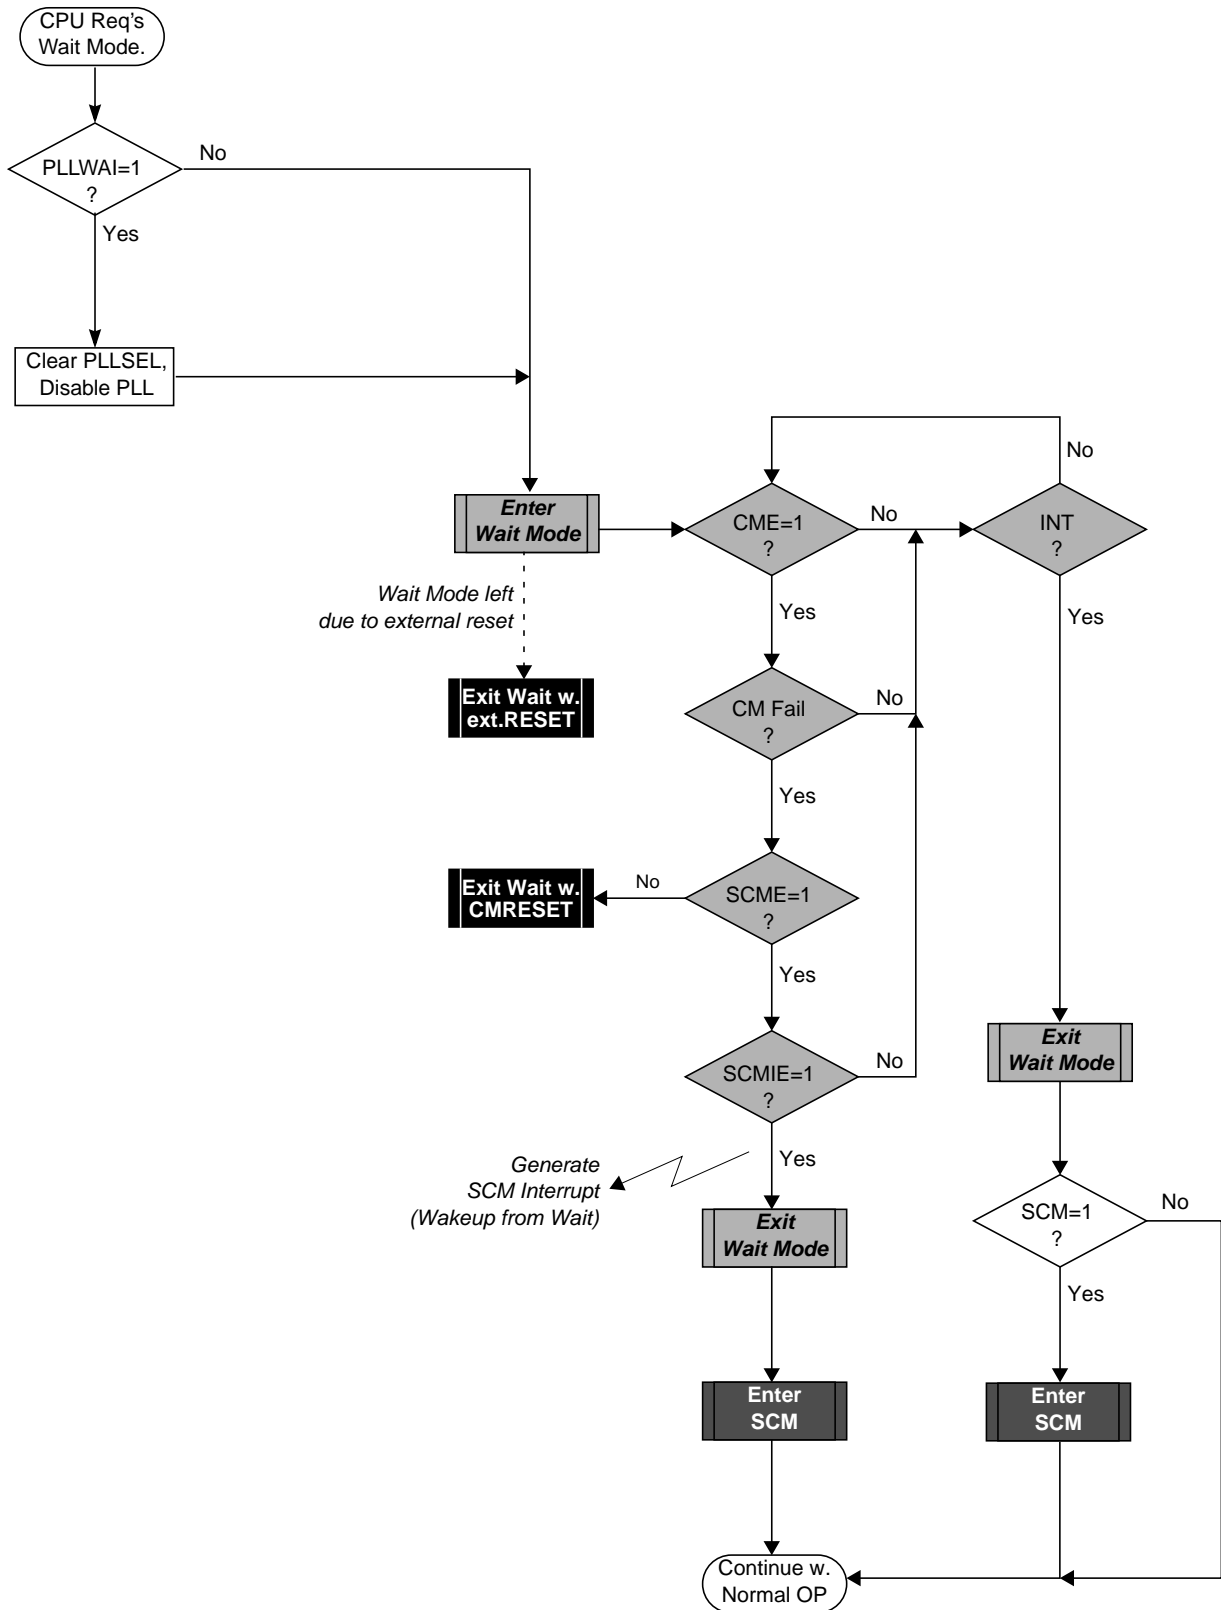 CPU Req's
Wait Mode.
PLLWAI=1
?
No
Yes
Clear PLLSEL,
Disable PLL
No
Enter
Wait Mode
CME=1
?
No
INT
?
Wait Mode left
due to external reset
Yes
Yes
Exit Wait w.
ext.RESET
CM Fail
?
No
Yes
Exit Wait w.
CMRESET
No
SCME=1
?
Yes
SCMIE=1
?
No
Exit
Wait Mode
Generate
SCM Interrupt
(Wakeup from Wait)
Yes
Exit
Wait Mode
SCM=1
?
No
Yes
Enter
SCM
Enter
SCM
Continue w.
Normal OP